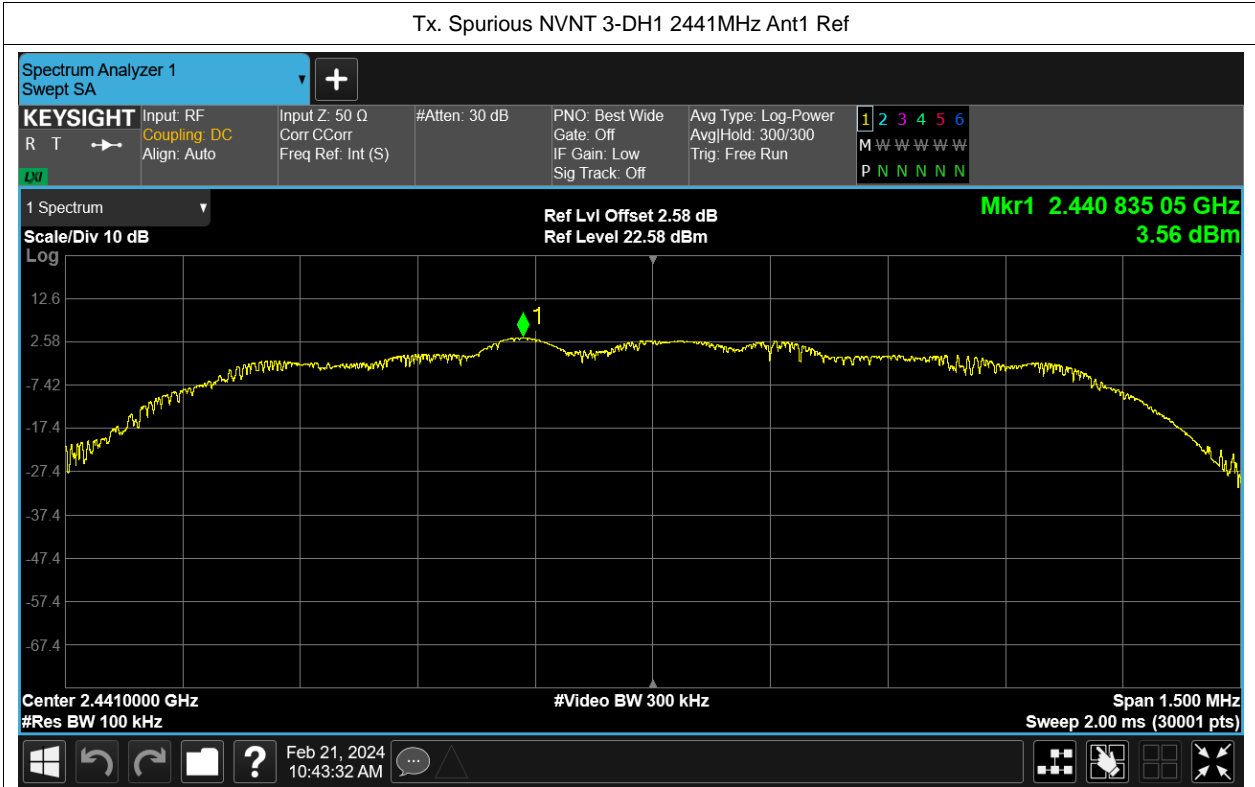 Tx. Spurious NVNT 3-DH1 2441MHz Ant1 Ref
Spectrum Analyzer 1
Swept SA
KEYSIGHT
R T
LXI
Input: RF
Coupling: DC
Align: Auto
Input Z: 50 Ω
Corr CCorr
Freq Ref: Int (S)
#Atten: 30 dB
PNO: Best Wide
Gate: Off
IF Gain: Low
Sig Track: Off
Avg Type: Log-Power
Avg|Hold: 300/300
Trig: Free Run
1 2 3 4 5 6
M W W W W W
P N N N N N
1 Spectrum
Scale/Div 10 dB
Log
Ref Lvl Offset 2.58 dB
Ref Level 22.58 dBm
Mkr1 2.440 835 05 GHz
3.56 dBm
12.6
2.58
-7.42
-17.4
-27.4
-37.4
-47.4
-57.4
-67.4
1
Center 2.4410000 GHz
#Res BW 100 kHz
#Video BW 300 kHz
Span 1.500 MHz
Sweep 2.00 ms (30001 pts)
?
Feb 21, 2024
10:43:32 AM